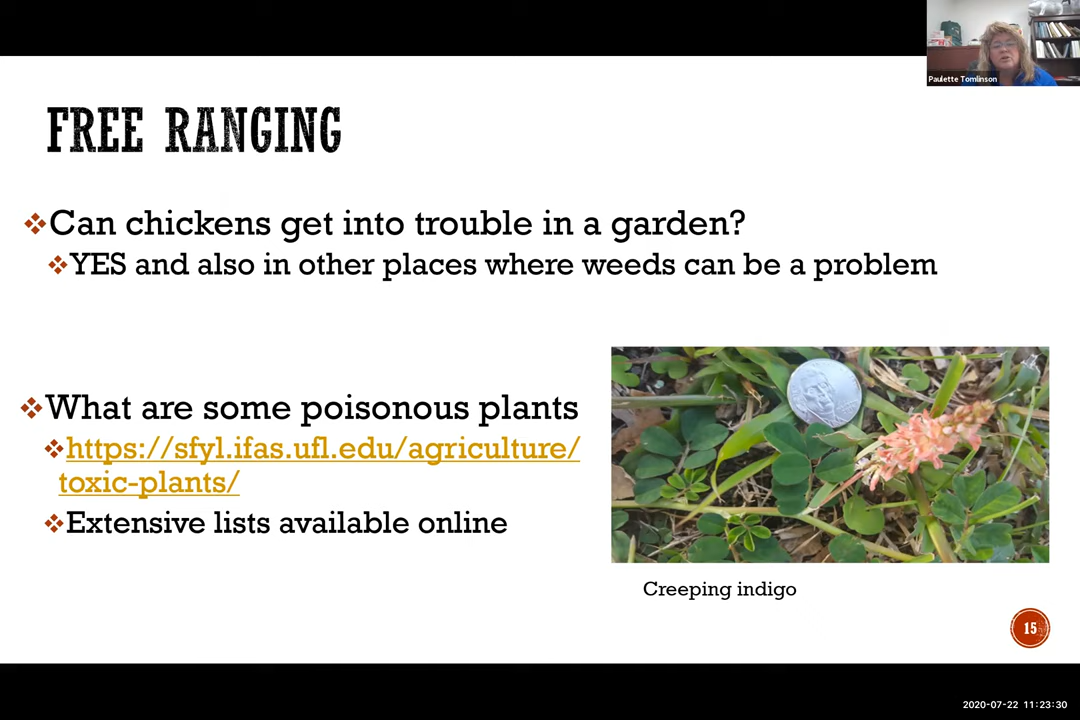 Paulette Tomlinson
FREE RANGING
❖Can chickens get into trouble in a garden?
❖YES and also in other places where weeds can be a problem
❖What are some poisonous plants
❖https://sfyl.ifas.ufl.edu/agriculture/
toxic-plants/
❖Extensive lists available online
Creeping indigo
15
2020-07-22 11:23:30